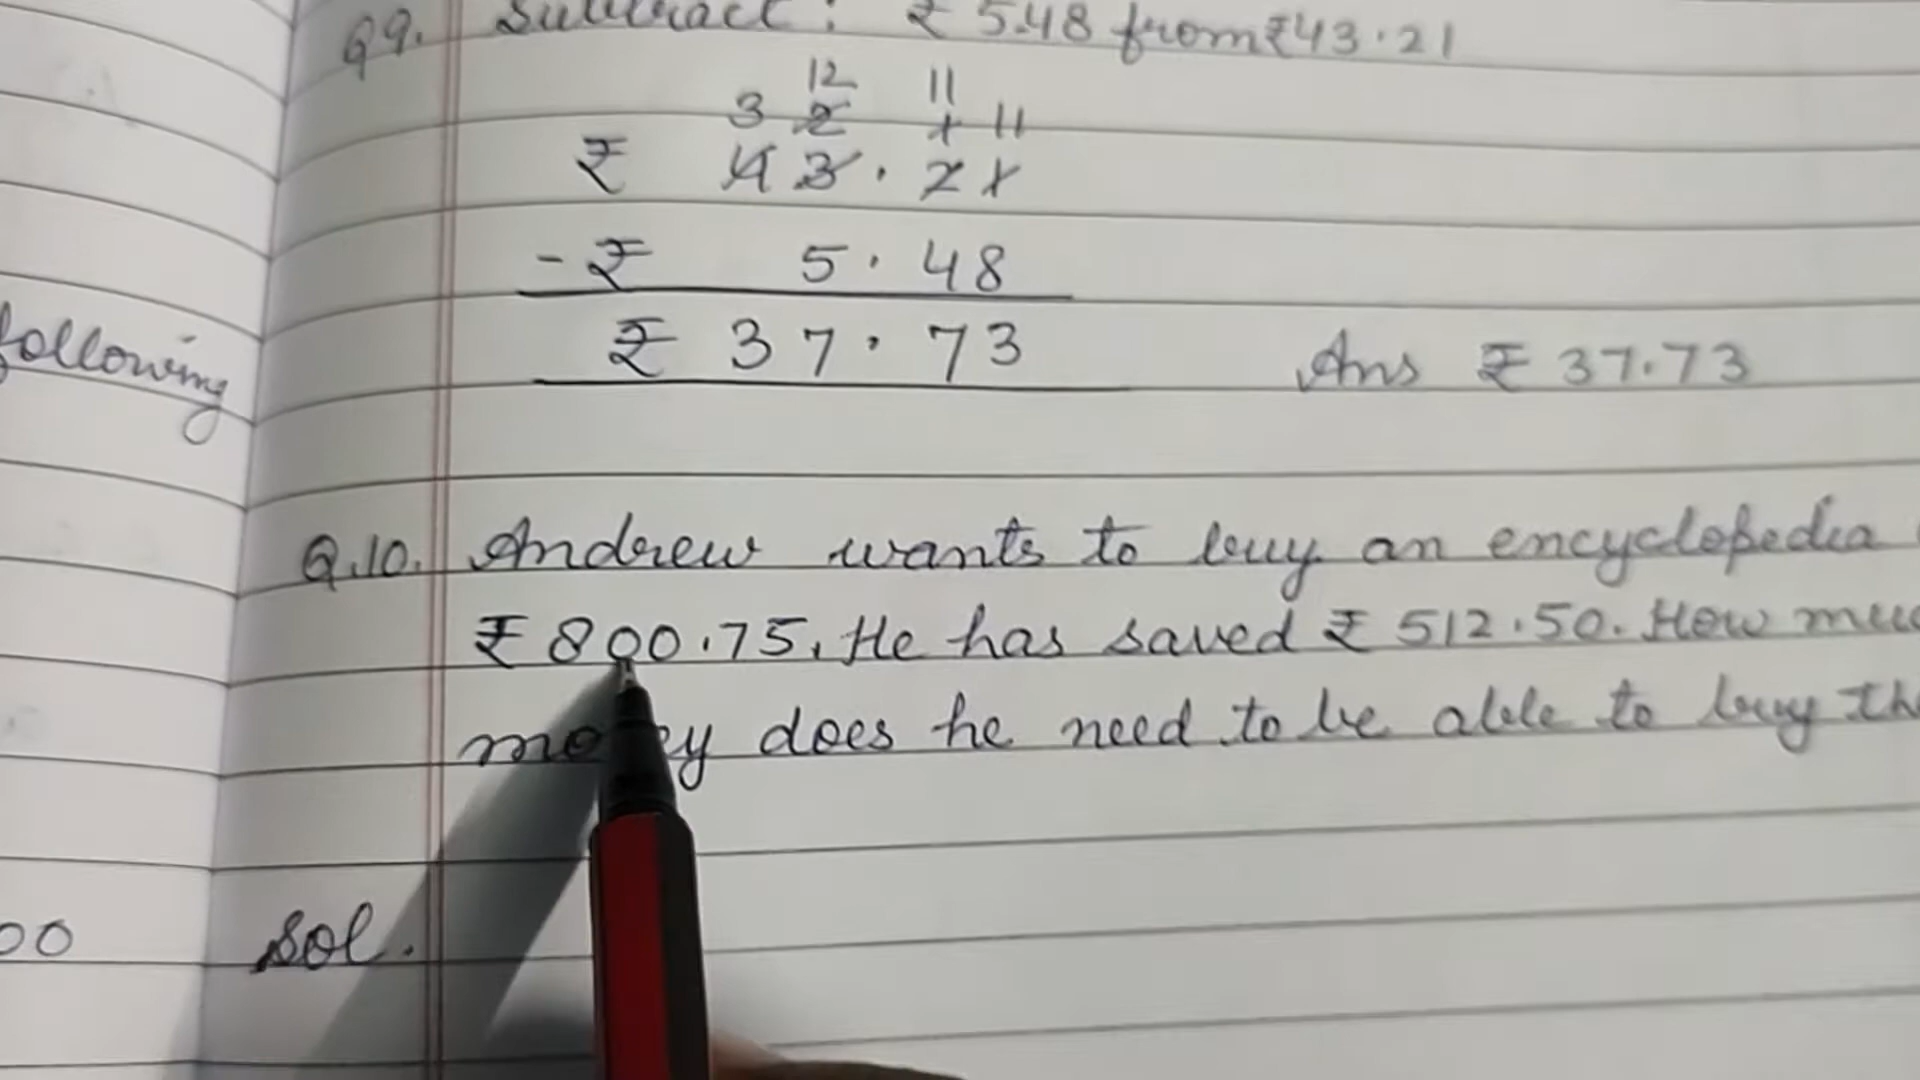 following
00
Q9. Subtract: ₹ 5.48 from ₹43.21
12 11
3 2 1 11
₹ 43.21
- ₹ 5.48
₹ 37.73 Ans ₹ 37.73
Q.10. Andrew wants to buy an encyclopedia
₹ 800.75. He has saved ₹ 512.50. How
does he need to be able to buy
Sol.